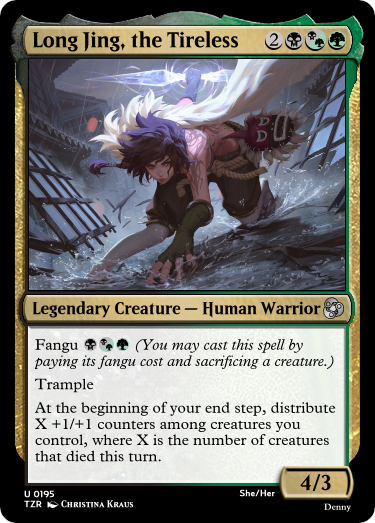 Long Jing, the Tireless 2
Legendary Creature — Human Warrior
Fangu (You may cast this spell by
paying its fangu cost and sacrificing a creature.)
Trample
At the beginning of your end step, distribute
X +1/+1 counters among creatures you
control, where X is the number of creatures
that died this turn.
4/3
U 0195
TZR Christina Kraus
She/Her
Denny